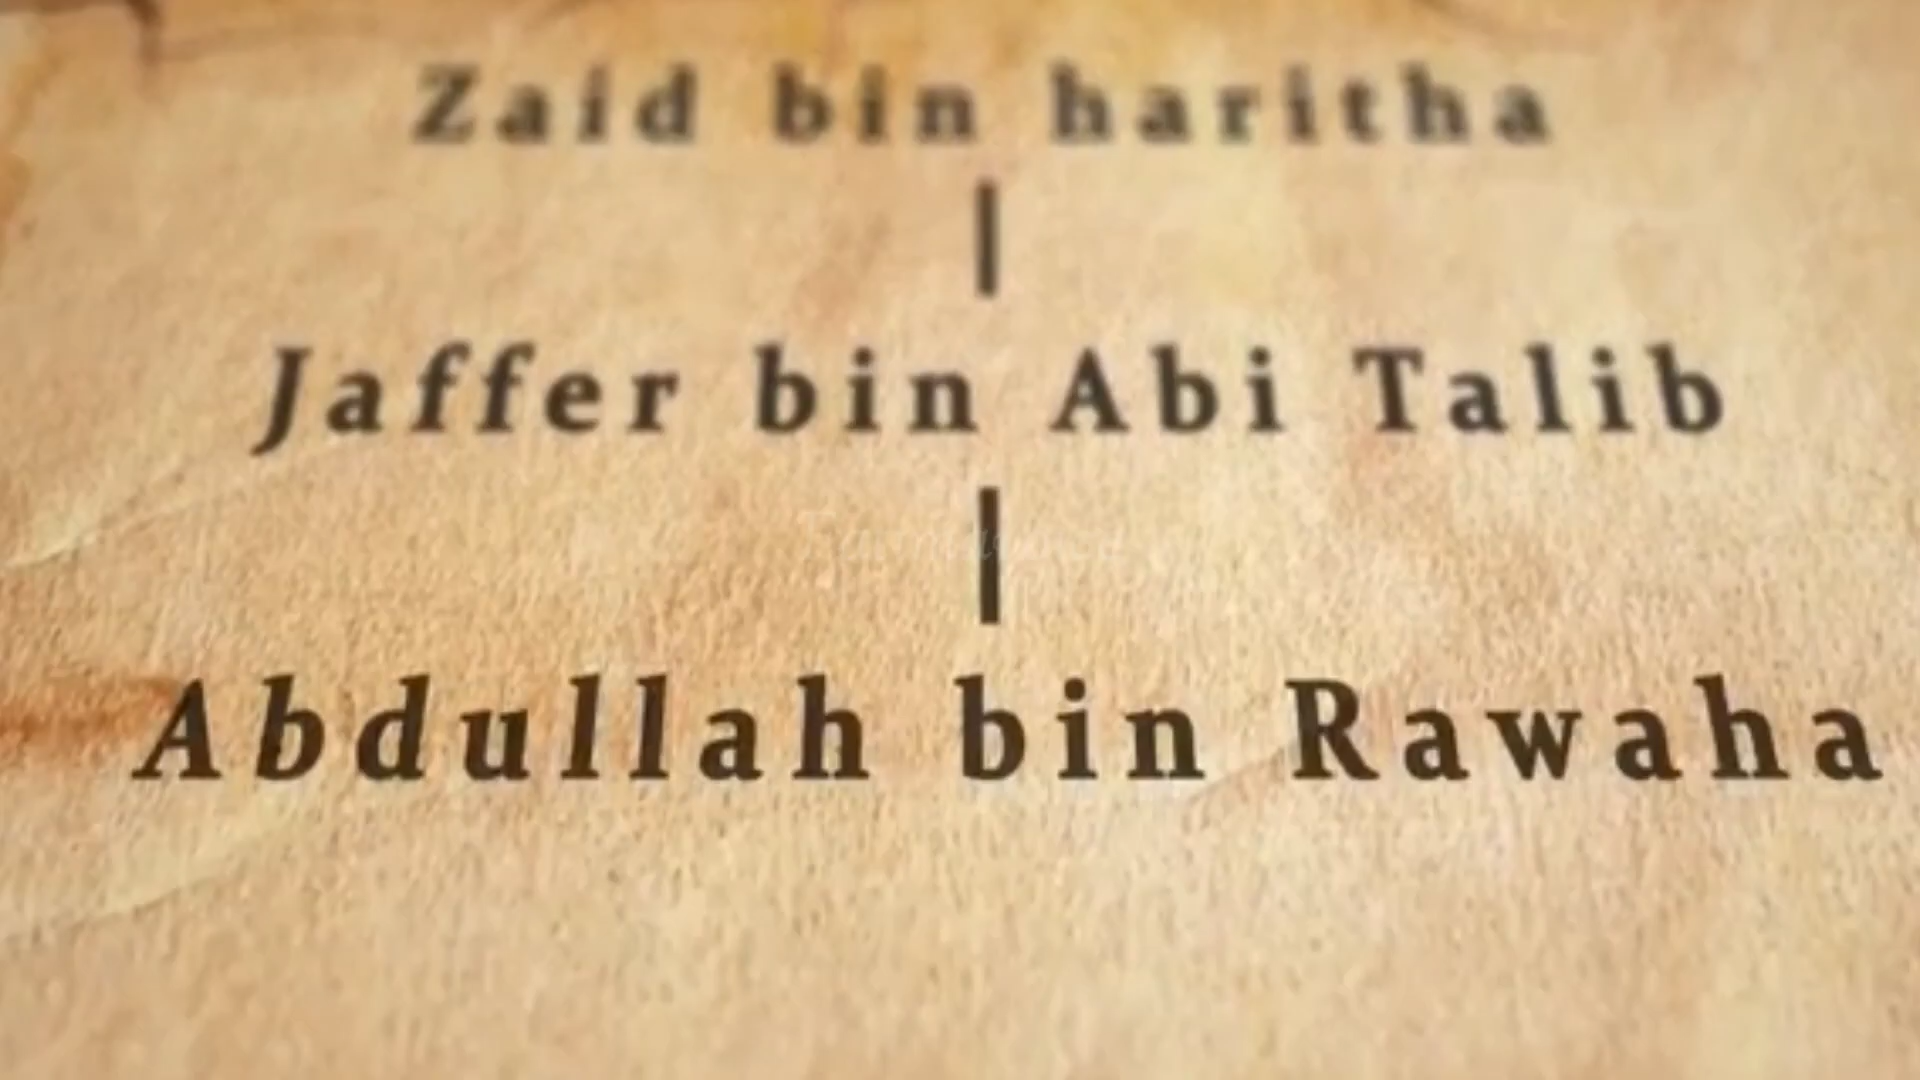 Zaid bin haritha
Jaffer bin Abi Talib
Abdullah bin Rawaha